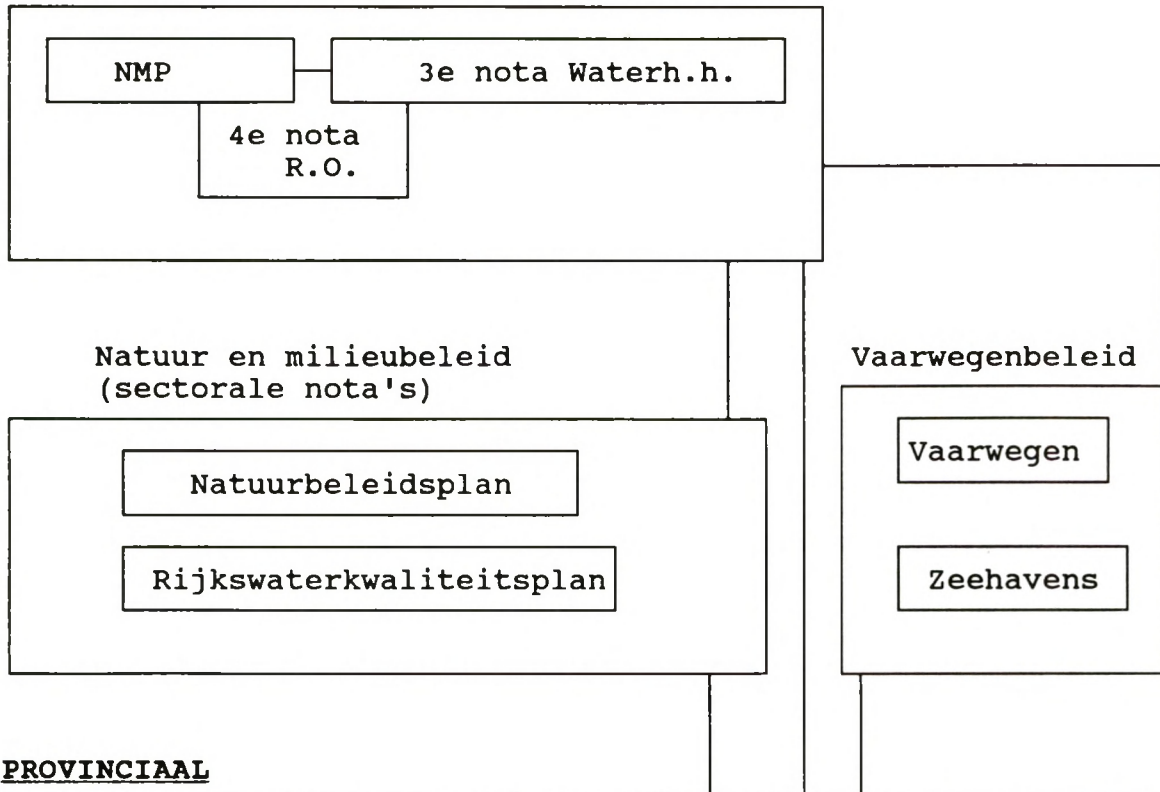 NMP
3e nota Waterh.h.
4e nota
R.O.
Natuur en milieubeleid
(sectorale nota's)
Natuurbeleidsplan
Rijkswaterkwaliteitsplan
Vaarwegenbeleid
Vaarwegen
Zeehavens
PROVINCIAAL